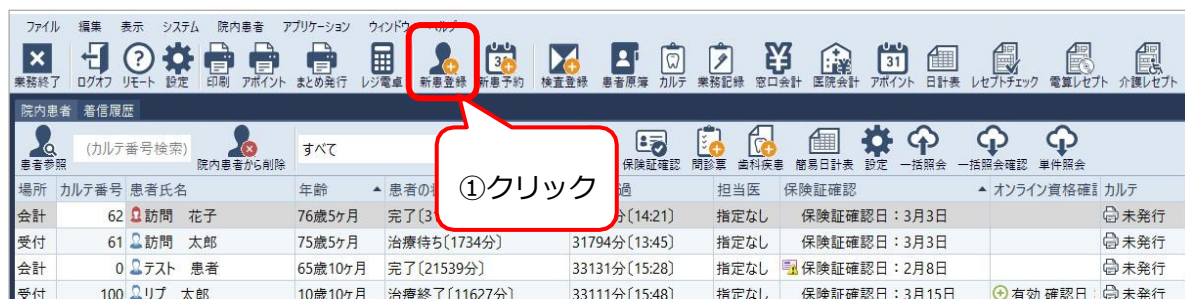 ファイル 編集 表示 システム 院内患者 アプリケーション ウィンドウ
業務終了 ログオフ リモート 設定 印刷 アポイント まとめ発行 レジ電卓 新患登録 新患予約 検査登録 患者原簿 カルテ 業務記録 窓口会計 医院会計 アポイント 日計表 レセプトチェック 電算レセプト 介護レセプト
院内患者 着信履歴
患者参照 (カルテ番号検索) 院内患者から削除 すべて 保険証確認 問診票 歯科疾患 簡易日計表 設定 一括照会 一括照会確認 単件照会
①クリック
場所 カルテ番号 患者氏名 年齢 患者の 過 担当医 保険証確認 オンライン資格確認 カルテ
会計 62 訪問 花子 76歳5ヶ月 完了(31 分(14:21) 指定なし 保険証確認日:3月3日 未発行
受付 61 訪問 太郎 75歳5ヶ月 治療待ち(1734分) 31794分(13:45) 指定なし 保険証確認日:3月3日 未発行
会計 0 テスト 患者 65歳10ヶ月 完了(21539分) 33131分(15:28) 指定なし 保険証確認日:2月8日 未発行
受付 100 リプ 太郎 10歳10ヶ月 治療終了(11627分) 33111分(15:48) 指定なし 保険証確認日:3月15日 有効 確認日: 未発行